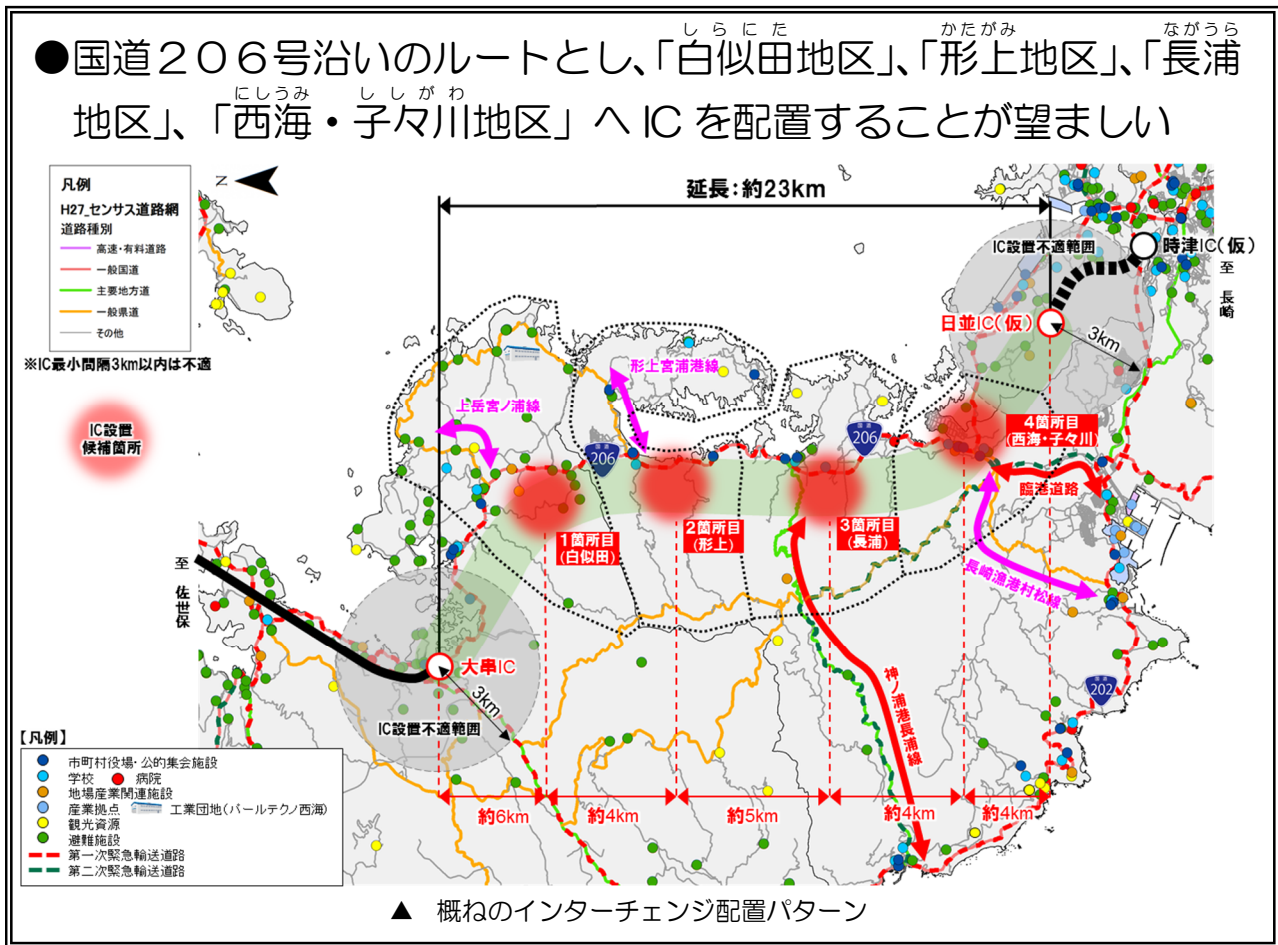 しらにた かたがみ ながうら
●国道２０６号沿いのルートとし、「白似田地区」、「形上地区」、「長浦
にしうみ ししがわ
地区」、「西海・子々川地区」へICを配置することが望ましい
凡例
H27_センサス道路網
道路種別
高速・有料道路
一般国道
主要地方道
一般県道
その他
※IC最小間隔3km以内は不適
N
IC設置
候補箇所
延長：約23km
IC設置不適範囲
時津IC（仮）
至 長崎
日並IC（仮）
3km
形上宮浦港線
上岳宮ノ浦線
国道
206
国道
206
4箇所目
(西海・子々川)
臨港道路
1箇所目
(白似田)
2箇所目
(形上)
3箇所目
(長浦)
長崎漁港村松線
至 佐世保
大串IC
3km
IC設置不適範囲
神ノ浦港長浦線
国道
202
約6km
約4km
約5km
約4km
約4km
【凡例】
市町村役場・公的集会施設
学校 病院
地場産業関連施設
産業拠点 工業団地(パールテクノ西海)
観光資源
避難施設
第一次緊急輸送道路
第二次緊急輸送道路
▲ 概ねのインターチェンジ配置パターン